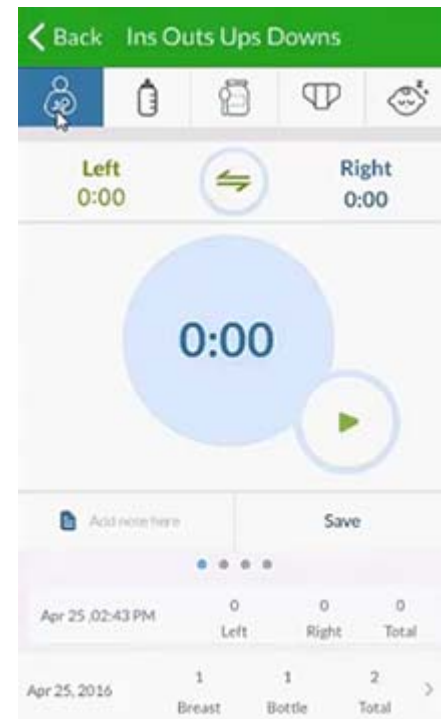 Back Ins Outs Ups Downs
Left Right
0:00 0:00
0:00
Add note here Save
Apr 25 ,02:43 PM 0 0 0
Left Right Total
Apr 25, 2016 1 1 2
Breast Bottle Total